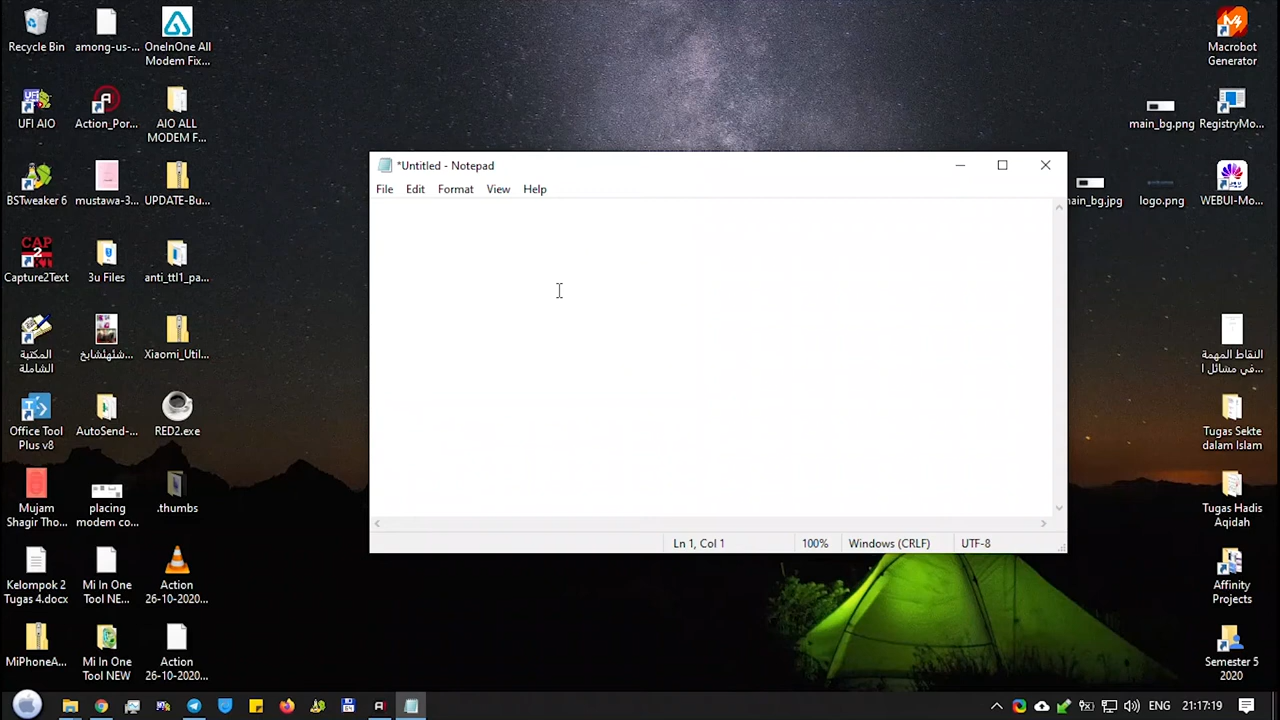 Recycle Bin
among-us-...
OneInOne All
Modem Fix...
UFI AIO
Action_Por...
AIO ALL
MODEM F...
BSTweaker 6
mustawa-3...
UPDATE-Bu...
CAP
2
Capture2Text
3u Files
anti_ttl1_pa...
المكتبة
الشاملة
Xiaomi_Util...
Office Tool
Plus v8
AutoSend-...
RED2.exe
Mujam
Shagir Tho...
placing
modem co...
.thumbs
Kelompok 2
Tugas 4.docx
Mi In One
Tool NE...
Action
26-10-2020...
MiPhoneA...
Mi In One
Tool NEW
Action
26-10-2020...
*Untitled - Notepad
File Edit Format View Help
Ln 1, Col 1 100% Windows (CRLF) UTF-8
Macrobot
Generator
main_bg.png
RegistryMo...
ain_bg.jpg
logo.png
WEBUI-Mo...
النقاط المهمة
في مسائل ا...
Tugas Sekte
dalam Islam
Tugas Hadis
Aqidah
Affinity
Projects
Semester 5
2020
ENG 21:17:19